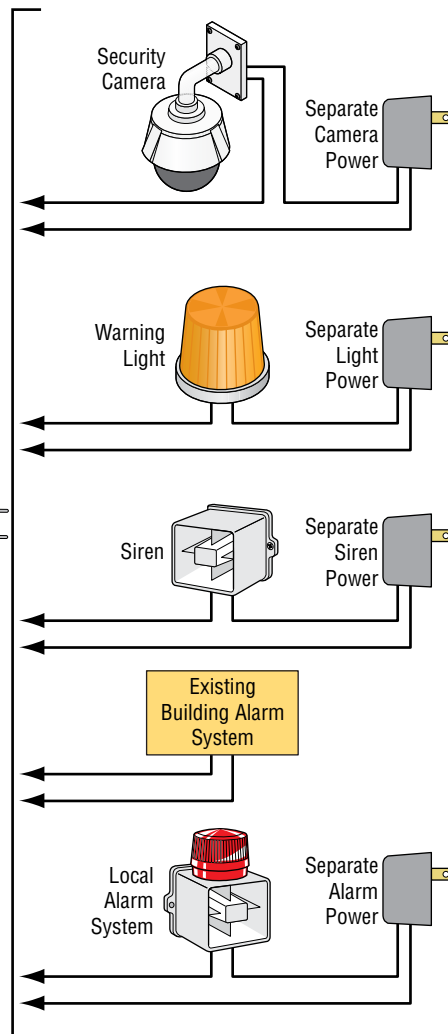 Security
Camera
Separate
Camera
Power
Warning
Light
Separate
Light
Power
Siren
Separate
Siren
Power
Existing
Building Alarm
System
Local
Alarm
System
Separate
Alarm
Power